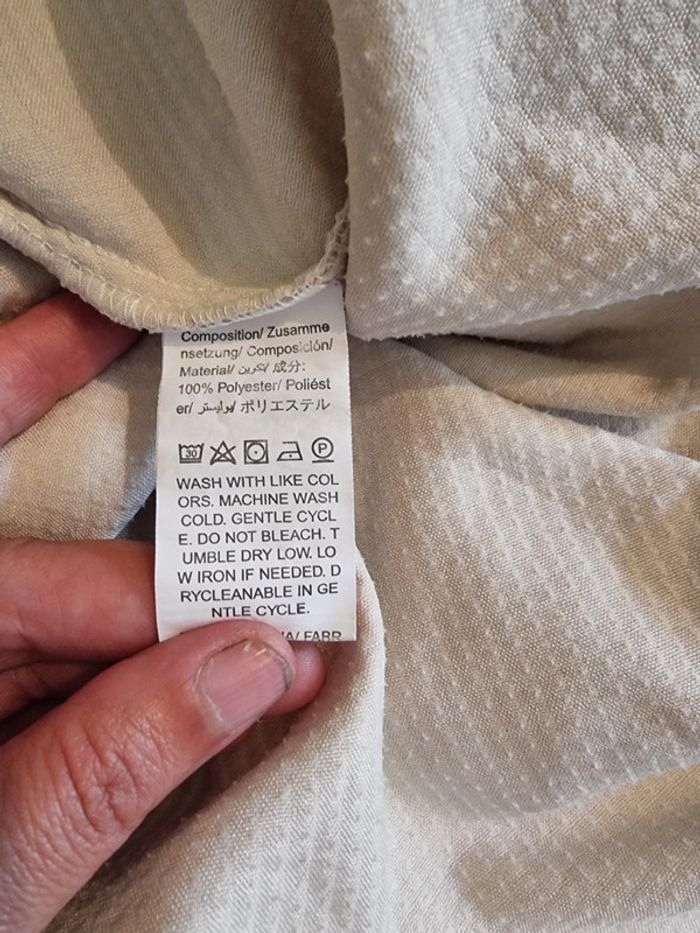 Composition/ Zusamme
nsetzung/ Composición/
Material/ تكوين/ 成分:
100% Polyester/ Poliést
er/ بوليستر/ ポリエステル
30 P
WASH WITH LIKE COL
ORS. MACHINE WASH
COLD. GENTLE CYCL
E. DO NOT BLEACH. T
UMBLE DRY LOW. LO
W IRON IF NEEDED. D
RYCLEANABLE IN GE
NTLE CYCLE.
FABR